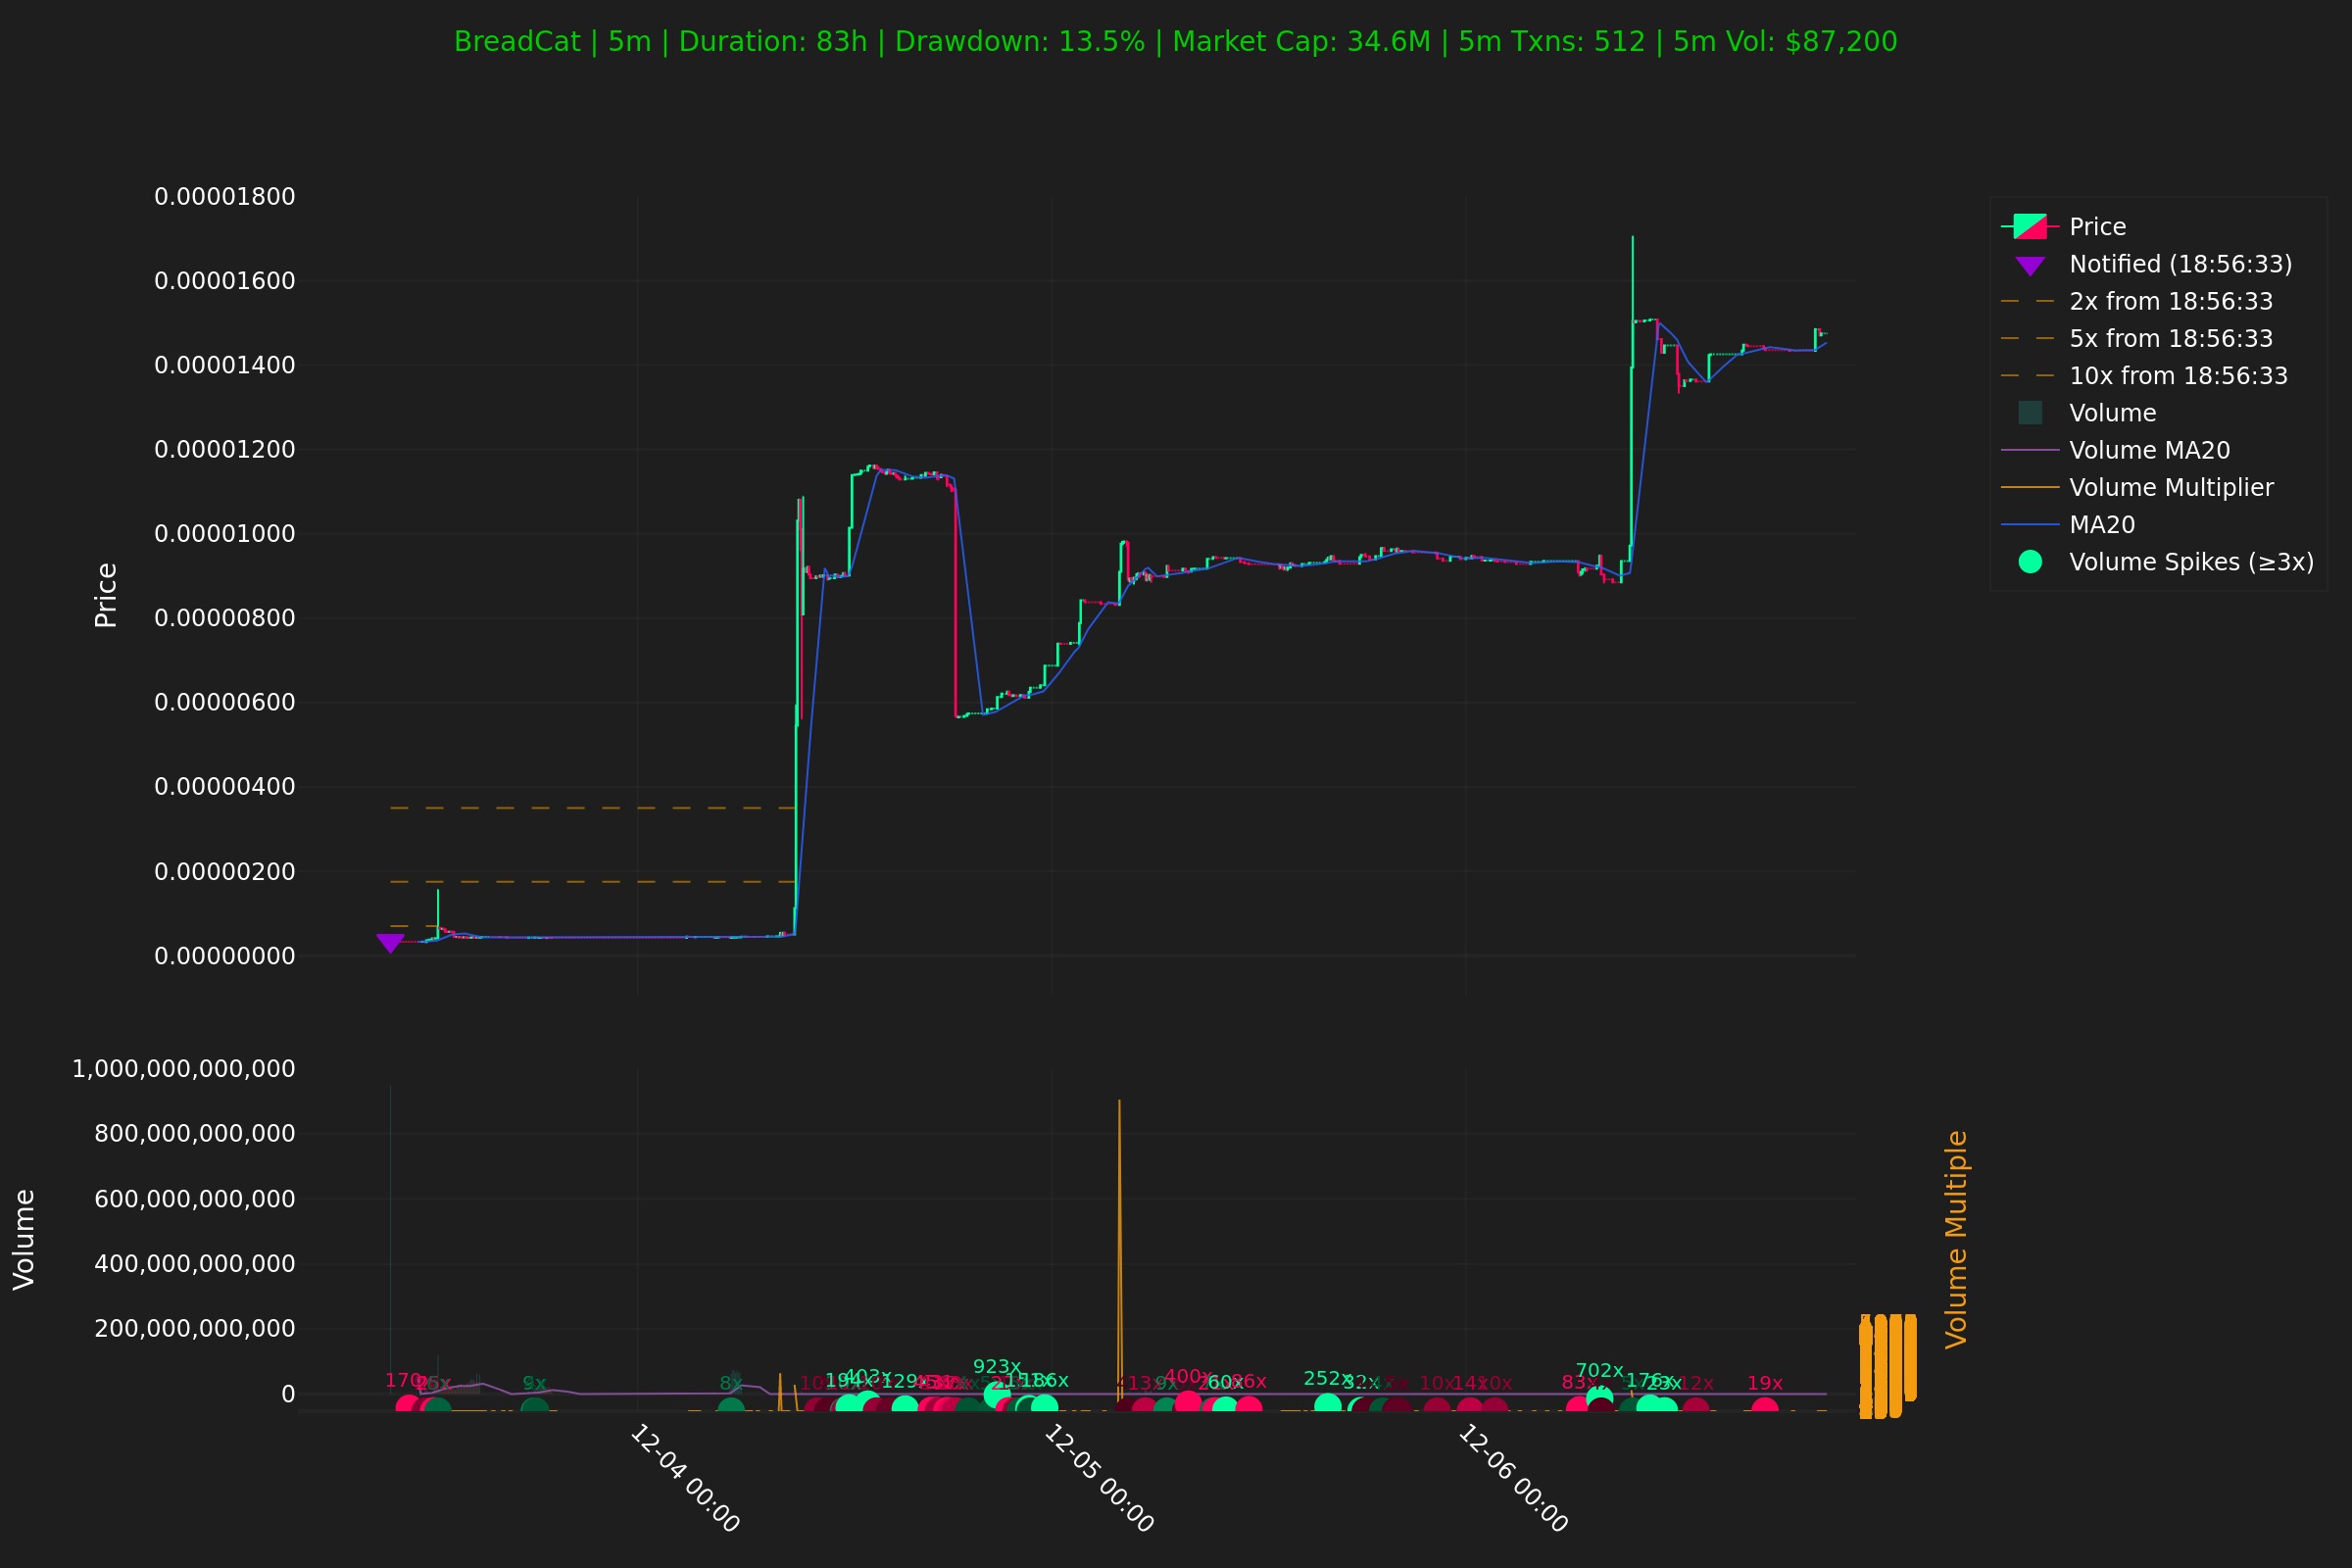 BreadCat | 5m | Duration: 83h | Drawdown: 13.5% | Market Cap: 34.6M | 5m Txns: 512 | 5m Vol: $87,200
Price
0.00001800
0.00001600
0.00001400
0.00001200
0.00001000
0.00000800
0.00000600
0.00000400
0.00000200
0.00000000
Price
Notified (18:56:33)
2x from 18:56:33
5x from 18:56:33
10x from 18:56:33
Volume
Volume MA20
Volume Multiplier
MA20
Volume Spikes (≥3x)
Volume
1,000,000,000,000
800,000,000,000
600,000,000,000
400,000,000,000
200,000,000,000
0
9x
8x
403x
923x
186x
9x
400x
60x
252x
10x
83x
702x
176x
23x
12x
19x
Volume Multiple
12-04 00:00
12-05 00:00
12-06 00:00